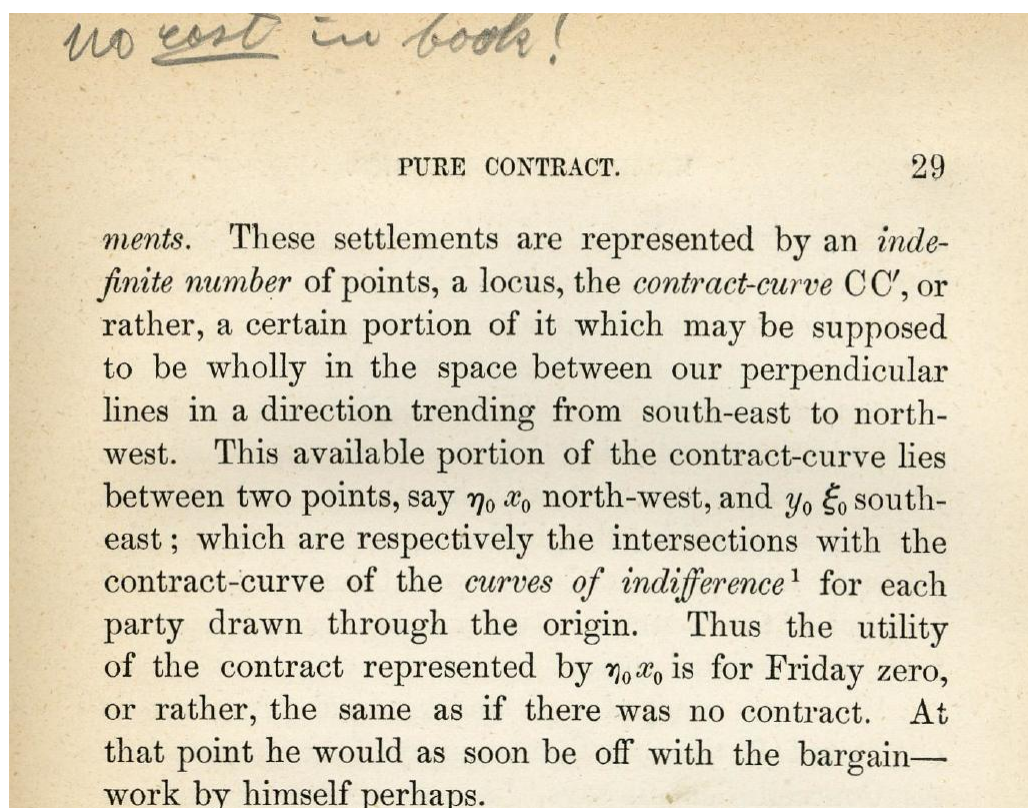 no cost in book!
PURE CONTRACT. 29
ments. These settlements are represented by an inde-
finite number of points, a locus, the contract-curve CC′, or
rather, a certain portion of it which may be supposed
to be wholly in the space between our perpendicular
lines in a direction trending from south-east to north-
west. This available portion of the contract-curve lies
between two points, say η₀ x₀ north-west, and y₀ ξ₀ south-
east; which are respectively the intersections with the
contract-curve of the curves of indifference¹ for each
party drawn through the origin. Thus the utility
of the contract represented by η₀x₀ is for Friday zero,
or rather, the same as if there was no contract. At
that point he would as soon be off with the bargain—
work by himself perhaps.